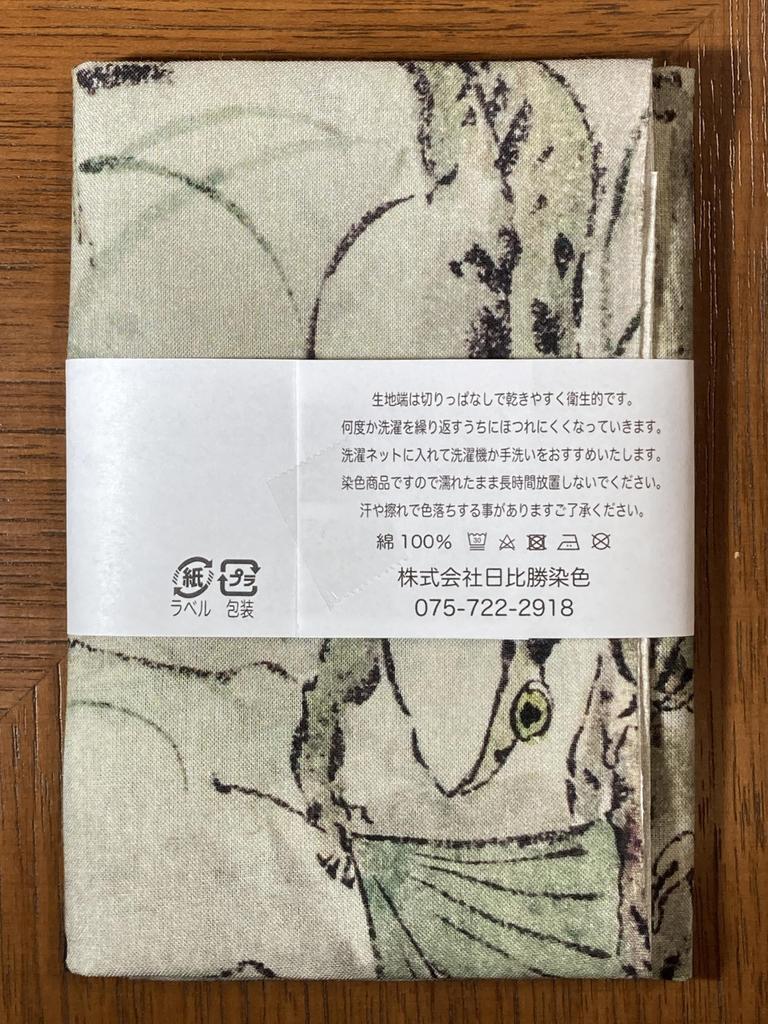 生地端は切りっぱなしで乾きやすく衛生的です。
何度か洗濯を繰り返すうちにほつれにくくなっていきます。
洗濯ネットに入れて洗濯機か手洗いをおすすめいたします。
染色商品ですので濡れたまま長時間放置しないでください。
汗や擦れで色落ちする事がありますご了承ください。
綿 100% 30
株式会社日比勝染色
075-722-2918
紙 プラ
ラベル 包装